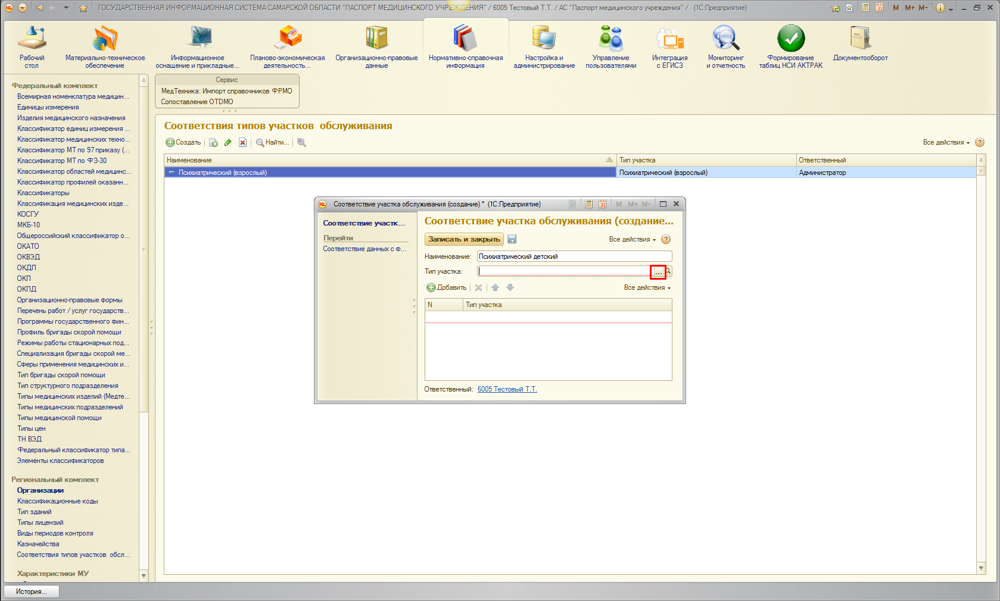 ГОСУДАРСТВЕННАЯ ИНФОРМАЦИОННАЯ СИСТЕМА САМАРСКОЙ ОБЛАСТИ "ПАСПОРТ МЕДИЦИНСКОГО УЧРЕЖДЕНИЯ" / 6005 Тестовый Т.Т. / АС "Паспорт медицинского учреждения" / (1С:Предприятие)
M M+ M-
Рабочий
стол
Материально-техническое
обеспечение
Информационное
оснащение и прикладные...
Планово-экономическая
деятельность...
Организационно-правовые
данные
Нормативно-справочная
информация
Настройка и
администрирование
Управление
пользователями
Интеграция
с ЕГИСЗ
Мониторинг
и отчетность
Формирование
таблиц НСИ АКТРАК
Документооборот
Федеральный комплект
Всемирная номенклатура медицин...
Единицы измерения
Изделия медицинского назначения
Классификатор единиц измерения ...
Классификатор медицинских техно...
Классификатор МТ по 97 приказу (...
Классификатор МТ по ФЗ-30
Классификатор областей медицинс...
Классификатор профилей оказанн...
Классификаторы
Классификация медицинских изде...
КОСГУ
МКБ-10
Общероссийский классификатор о...
ОКАТО
ОКВЭД
ОКДП
ОКП
ОКПД
Организационно-правовые формы
Перечень работ / услуг государств...
Программы государственного фин...
Профиль бригады скорой помощи
Режимы работы стационарных под...
Специализация бригады скорой ме...
Сферы применения медицинских и...
Тип бригады скорой помощи
Тип структурного подразделения
Типы медицинских изделий (Медте...
Типы медицинских подразделений
Типы медицинской помощи
Типы цен
ТН ВЭД
Федеральный классификатор типа...
Элементы классификаторов
Региональный комплект
Организации
Классификационные коды
Тип зданий
Типы лицензий
Виды периодов контроля
Казначейства
Соответствия типов участков обсл...
Характеристики МУ
История...
Сервис
МедТехника: Импорт справочников ФРМО
Сопоставление OTDMO
Соответствия типов участков обслуживания
Создать
Найти...
Все действия
?
Наименование
Тип участка
Ответственный
Психиатрический (взрослый)
Психиатрический (взрослый)
Администратор
Соответствие участка обслуживания (создание) * (1С:Предприятие)
31
M M+ M-
Соответствие участк...
Перейти
Соответствие данных с ф...
Соответствие участка обслуживания (создание...
Записать и закрыть
Все действия
?
Наименование:
Психиатрический детский
Тип участка:
...
Добавить
Все действия
N
Тип участка
Ответственный:
6005 Тестовый Т.Т.